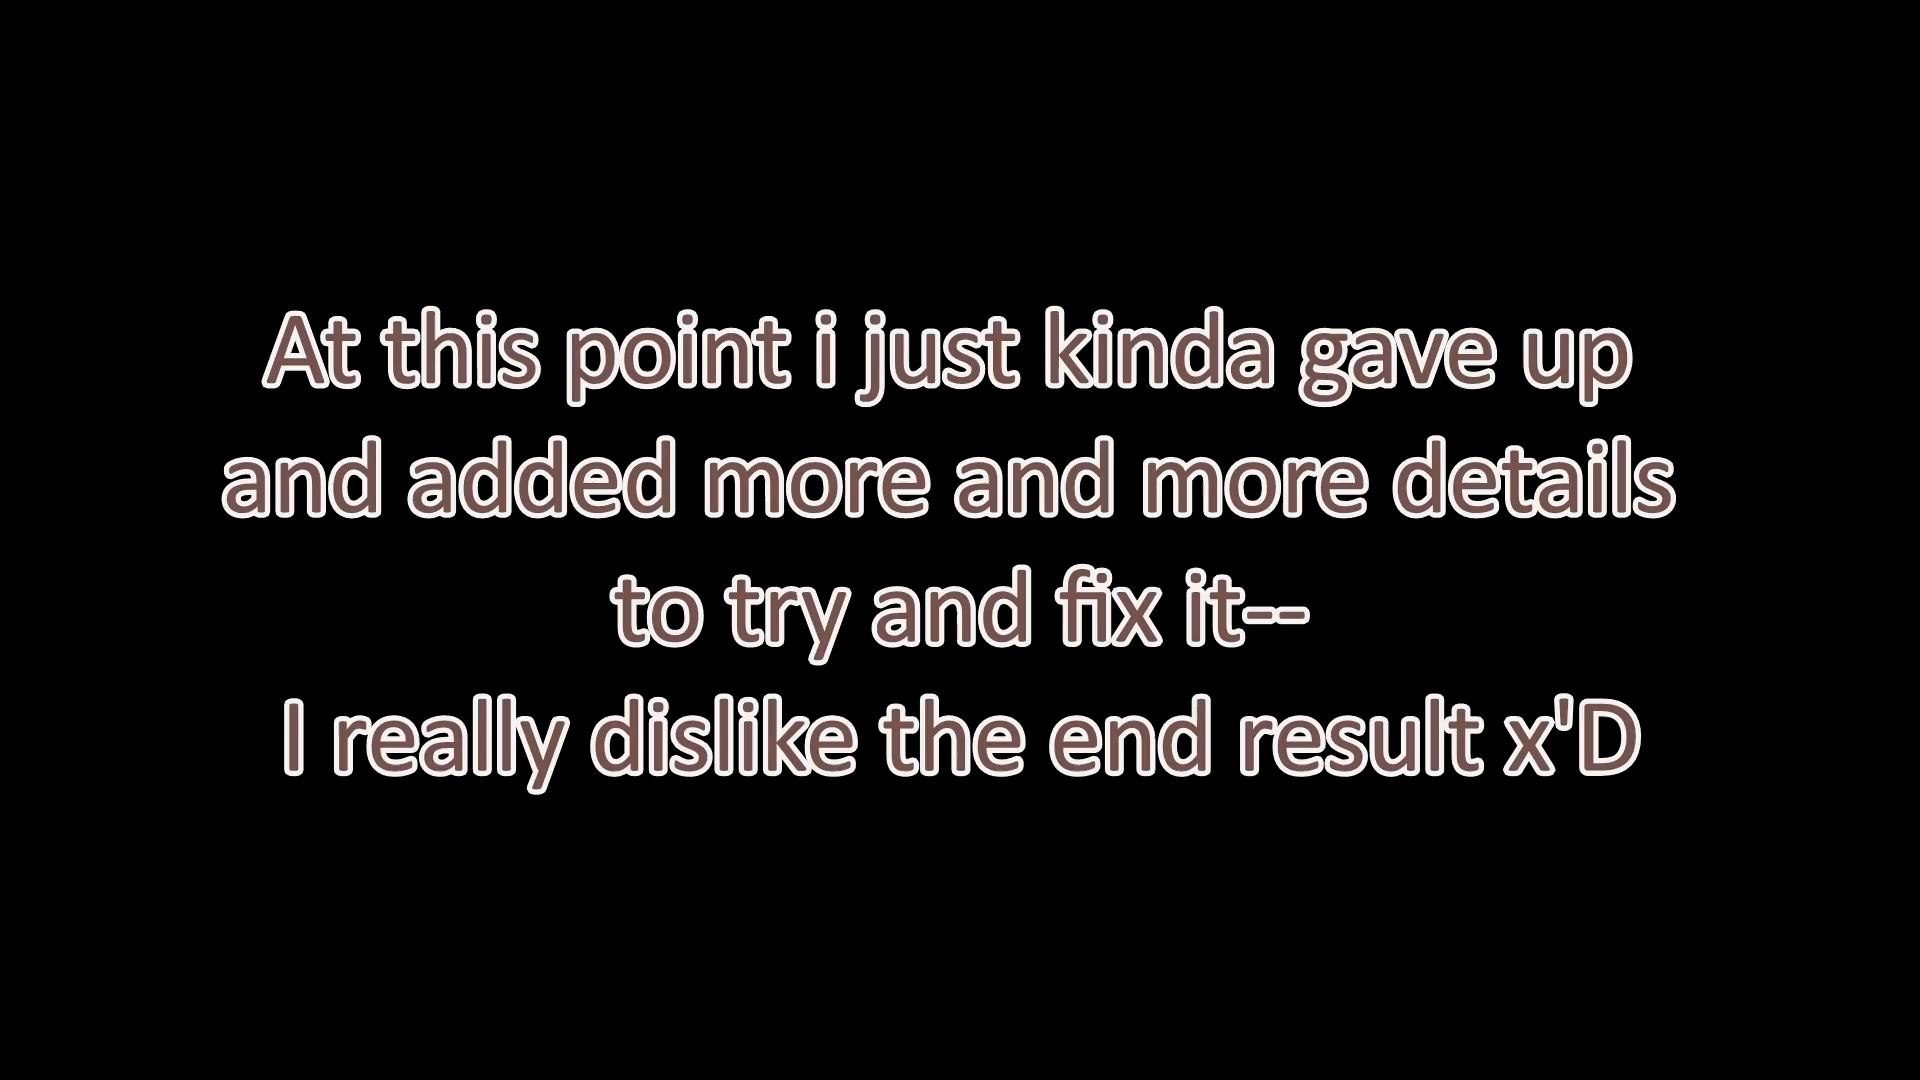 At this point i just kinda gave up
and added more and more details
to try and fix it--
I really dislike the end result x'D